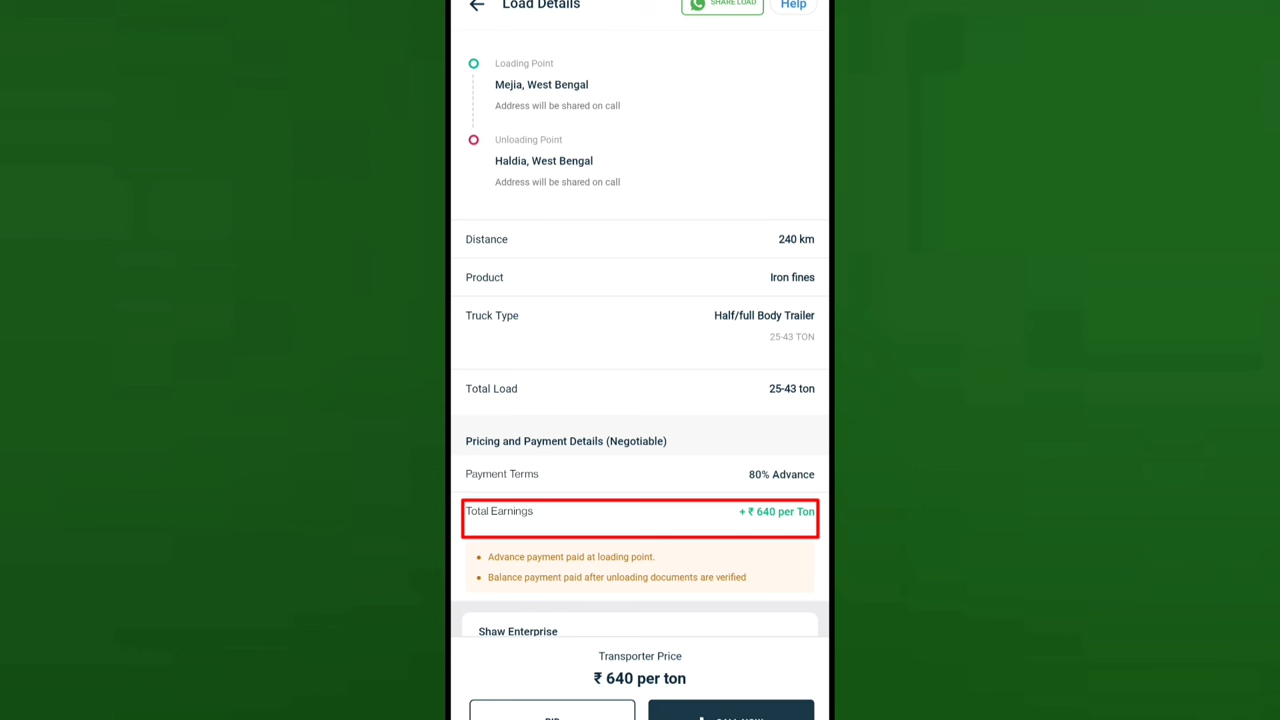 Load Details
SHARE LOAD
Help
Loading Point
Mejia, West Bengal
Address will be shared on call
Unloading Point
Haldia, West Bengal
Address will be shared on call
Distance 240 km
Product Iron fines
Truck Type Half/full Body Trailer
25-43 TON
Total Load 25-43 ton
Pricing and Payment Details (Negotiable)
Payment Terms 80% Advance
Total Earnings + ₹ 640 per Ton
Advance payment paid at loading point.
Balance payment paid after unloading documents are verified
Shaw Enterprise
Transporter Price
₹ 640 per ton